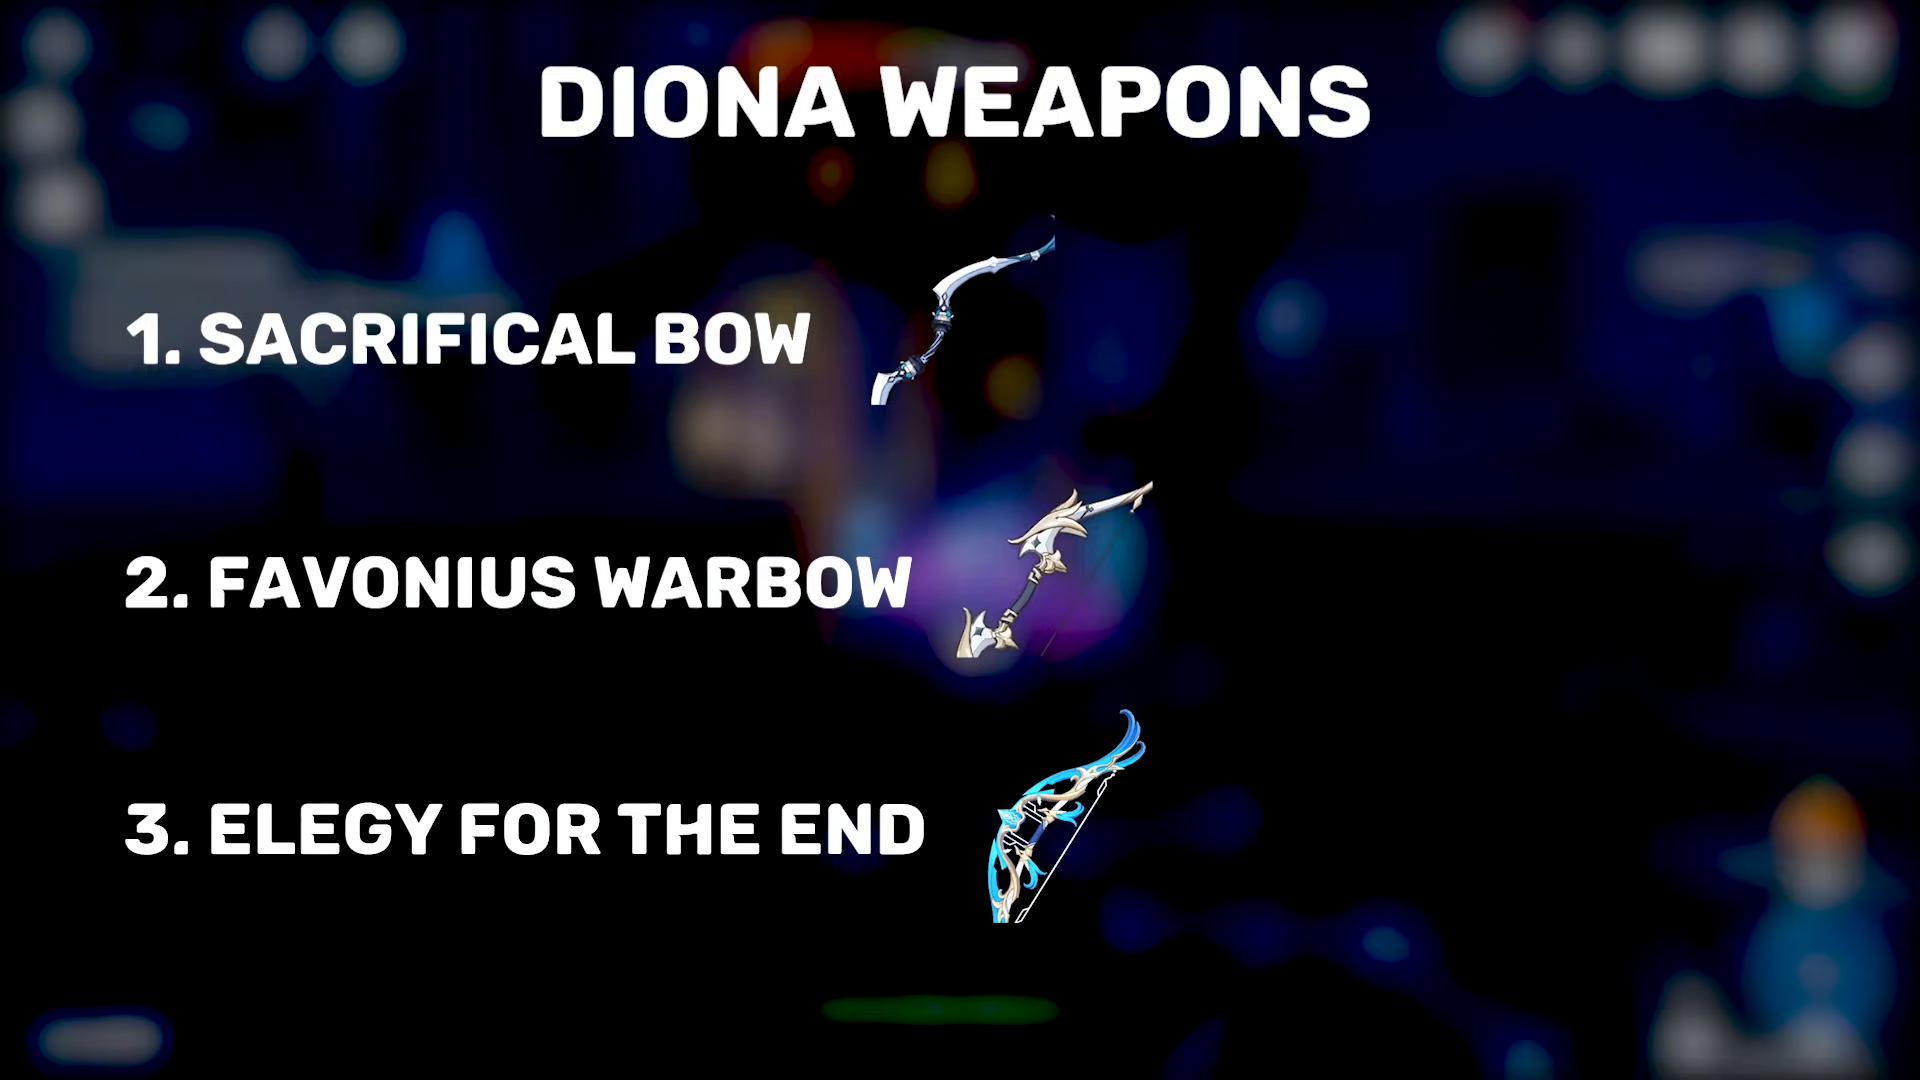 DIONA WEAPONS
1. SACRIFICAL BOW
2. FAVONIUS WARBOW
3. ELEGY FOR THE END